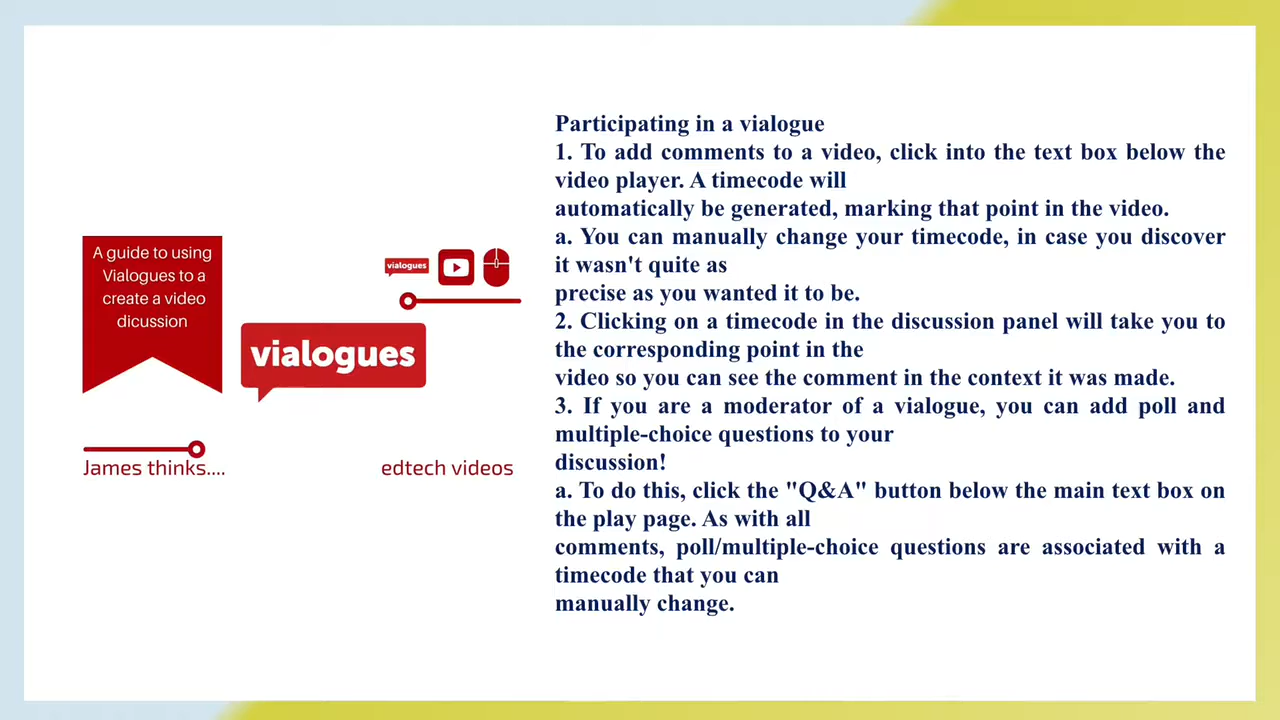 A guide to using
Vialogues to a
create a video
dicussion
vialogues
vialogues
James thinks....
edtech videos
Participating in a vialogue
1. To add comments to a video, click into the text box below the
video player. A timecode will
automatically be generated, marking that point in the video.
a. You can manually change your timecode, in case you discover
it wasn't quite as
precise as you wanted it to be.
2. Clicking on a timecode in the discussion panel will take you to
the corresponding point in the
video so you can see the comment in the context it was made.
3. If you are a moderator of a vialogue, you can add poll and
multiple-choice questions to your
discussion!
a. To do this, click the "Q&A" button below the main text box on
the play page. As with all
comments, poll/multiple-choice questions are associated with a
timecode that you can
manually change.